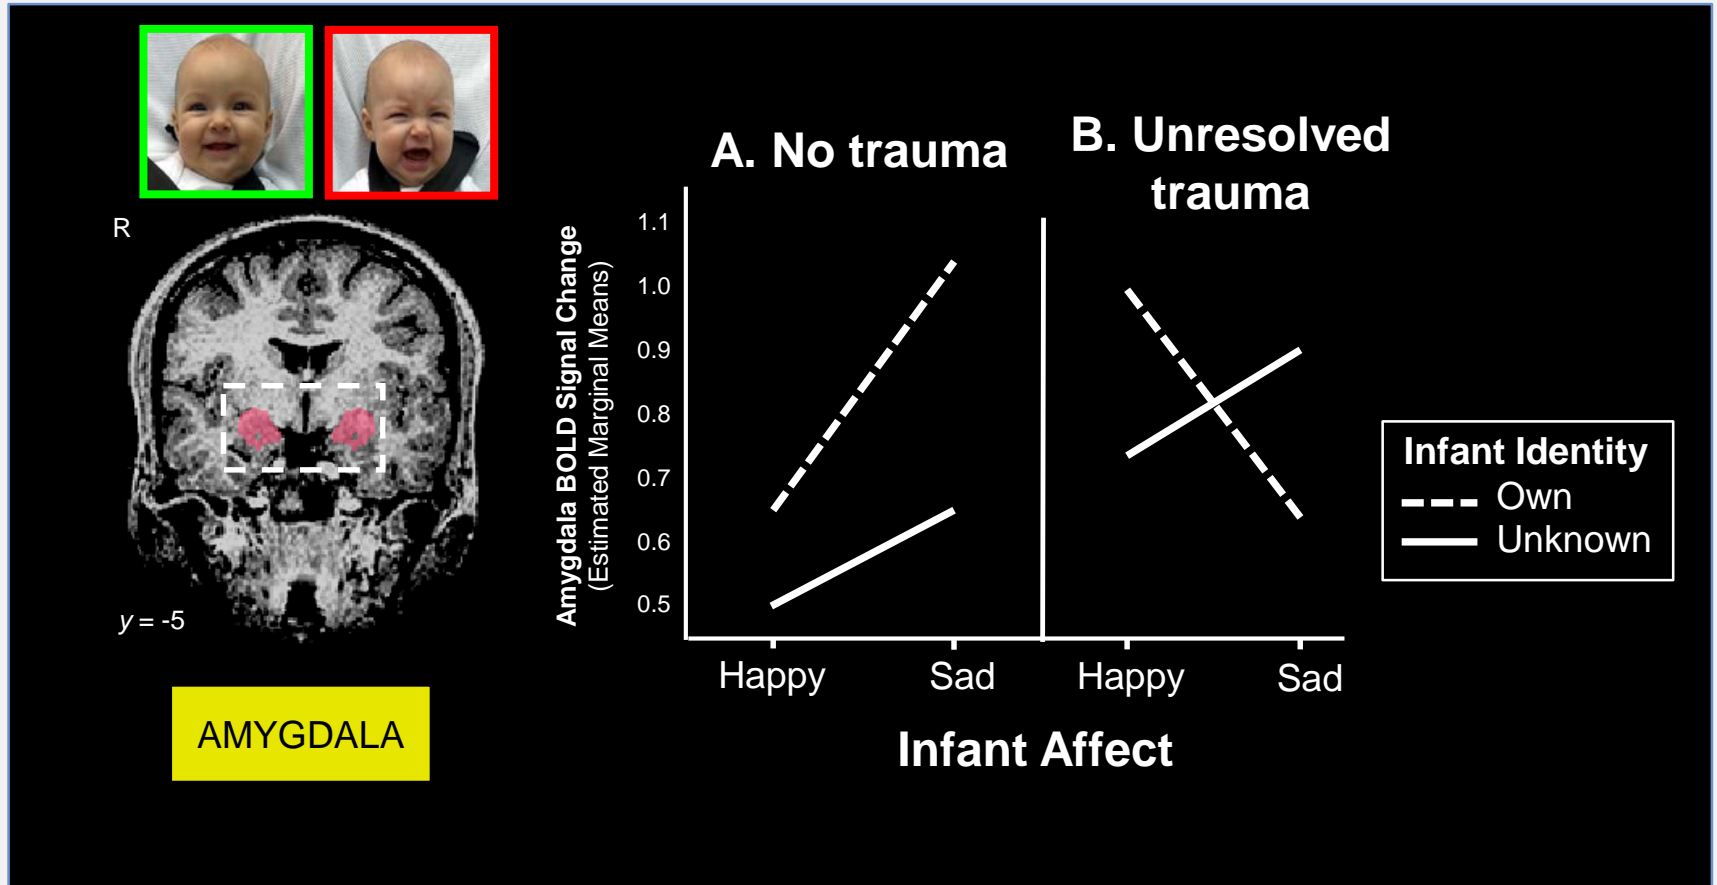 R
y = -5
AMYGDALA
A. No trauma
B. Unresolved
trauma
Amygdala BOLD Signal Change
(Estimated Marginal Means)
1.1
1.0
0.9
0.8
0.7
0.6
0.5
Happy
Sad
Happy
Sad
Infant Affect
Infant Identity
Own
Unknown